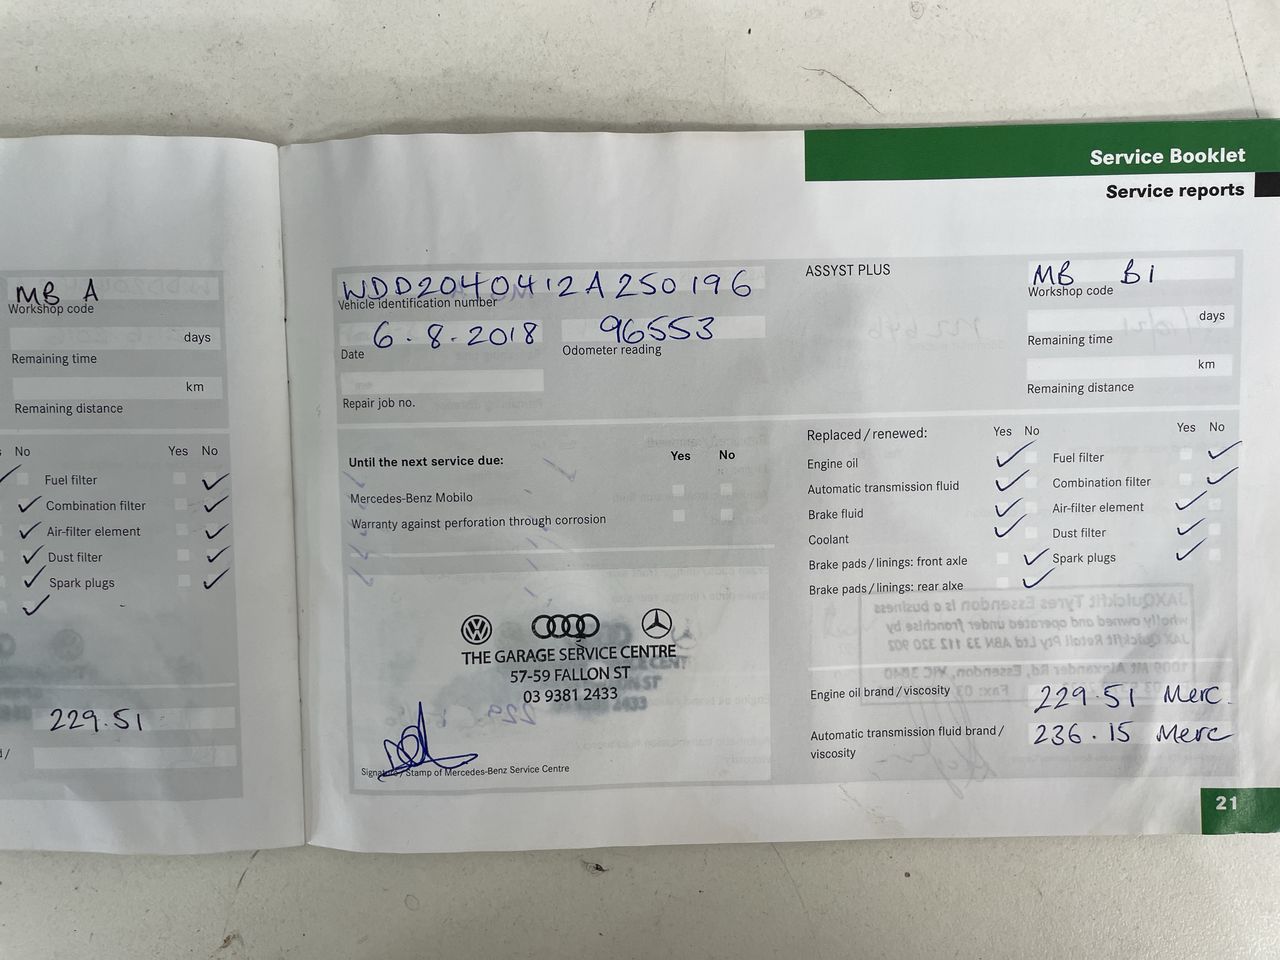 Service Booklet
Service reports
MB A
Workshop code
days
Remaining time
km
Remaining distance
No Yes No
Fuel filter
Combination filter
Air-filter element
Dust filter
Spark plugs
229.51
WDD2040412A250196
Vehicle identification number
6.8.2018 96553
Date Odometer reading
Repair job no.
Until the next service due: Yes No
Mercedes-Benz Mobilo
Warranty against perforation through corrosion
THE GARAGE SERVICE CENTRE
57-59 FALLON ST
03 9381 2433
Signature/Stamp of Mercedes-Benz Service Centre
ASSYST PLUS
MB B1
Workshop code
days
Remaining time
km
Remaining distance
Replaced/renewed: Yes No Yes No
Engine oil Fuel filter
Automatic transmission fluid Combination filter
Brake fluid Air-filter element
Coolant Dust filter
Brake pads/linings: front axle Spark plugs
Brake pads/linings: rear alxe
Engine oil brand/viscosity 229.51 Merc.
Automatic transmission fluid brand/ 236.15 Merc
viscosity
21